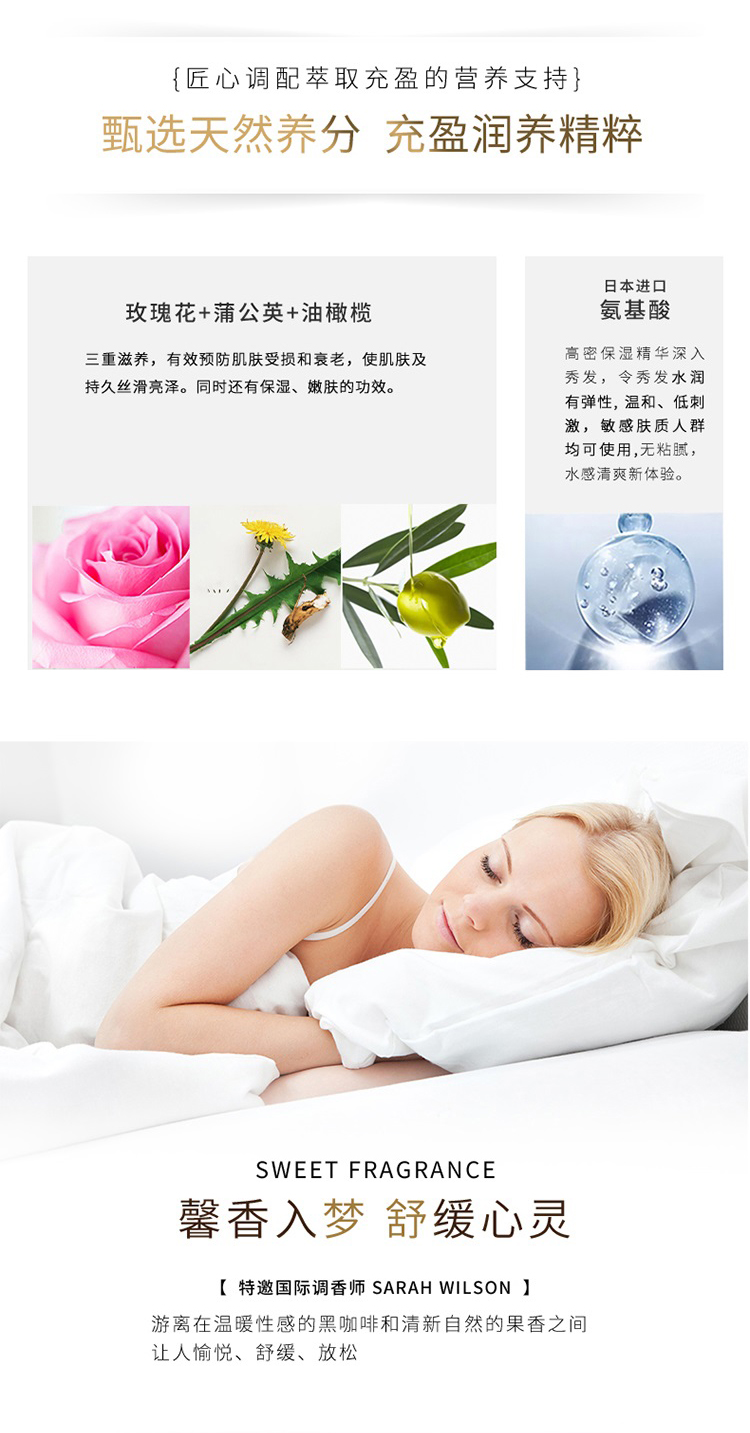 {匠心调配萃取充盈的营养支持}
甄选天然养分 充盈润养精粹
玫瑰花+蒲公英+油橄榄
三重滋养，有效预防肌肤受损和衰老，使肌肤及
持久丝滑亮泽。同时还有保湿、嫩肤的功效。
日本进口
氨基酸
高密保湿精华深入
秀发，令秀发水润
有弹性, 温和、低刺
激，敏感肤质人群
均可使用,无粘腻，
水感清爽新体验。
SWEET FRAGRANCE
馨香入梦 舒缓心灵
【 特邀国际调香师 SARAH WILSON 】
游离在温暖性感的黑咖啡和清新自然的果香之间
让人愉悦、舒缓、放松